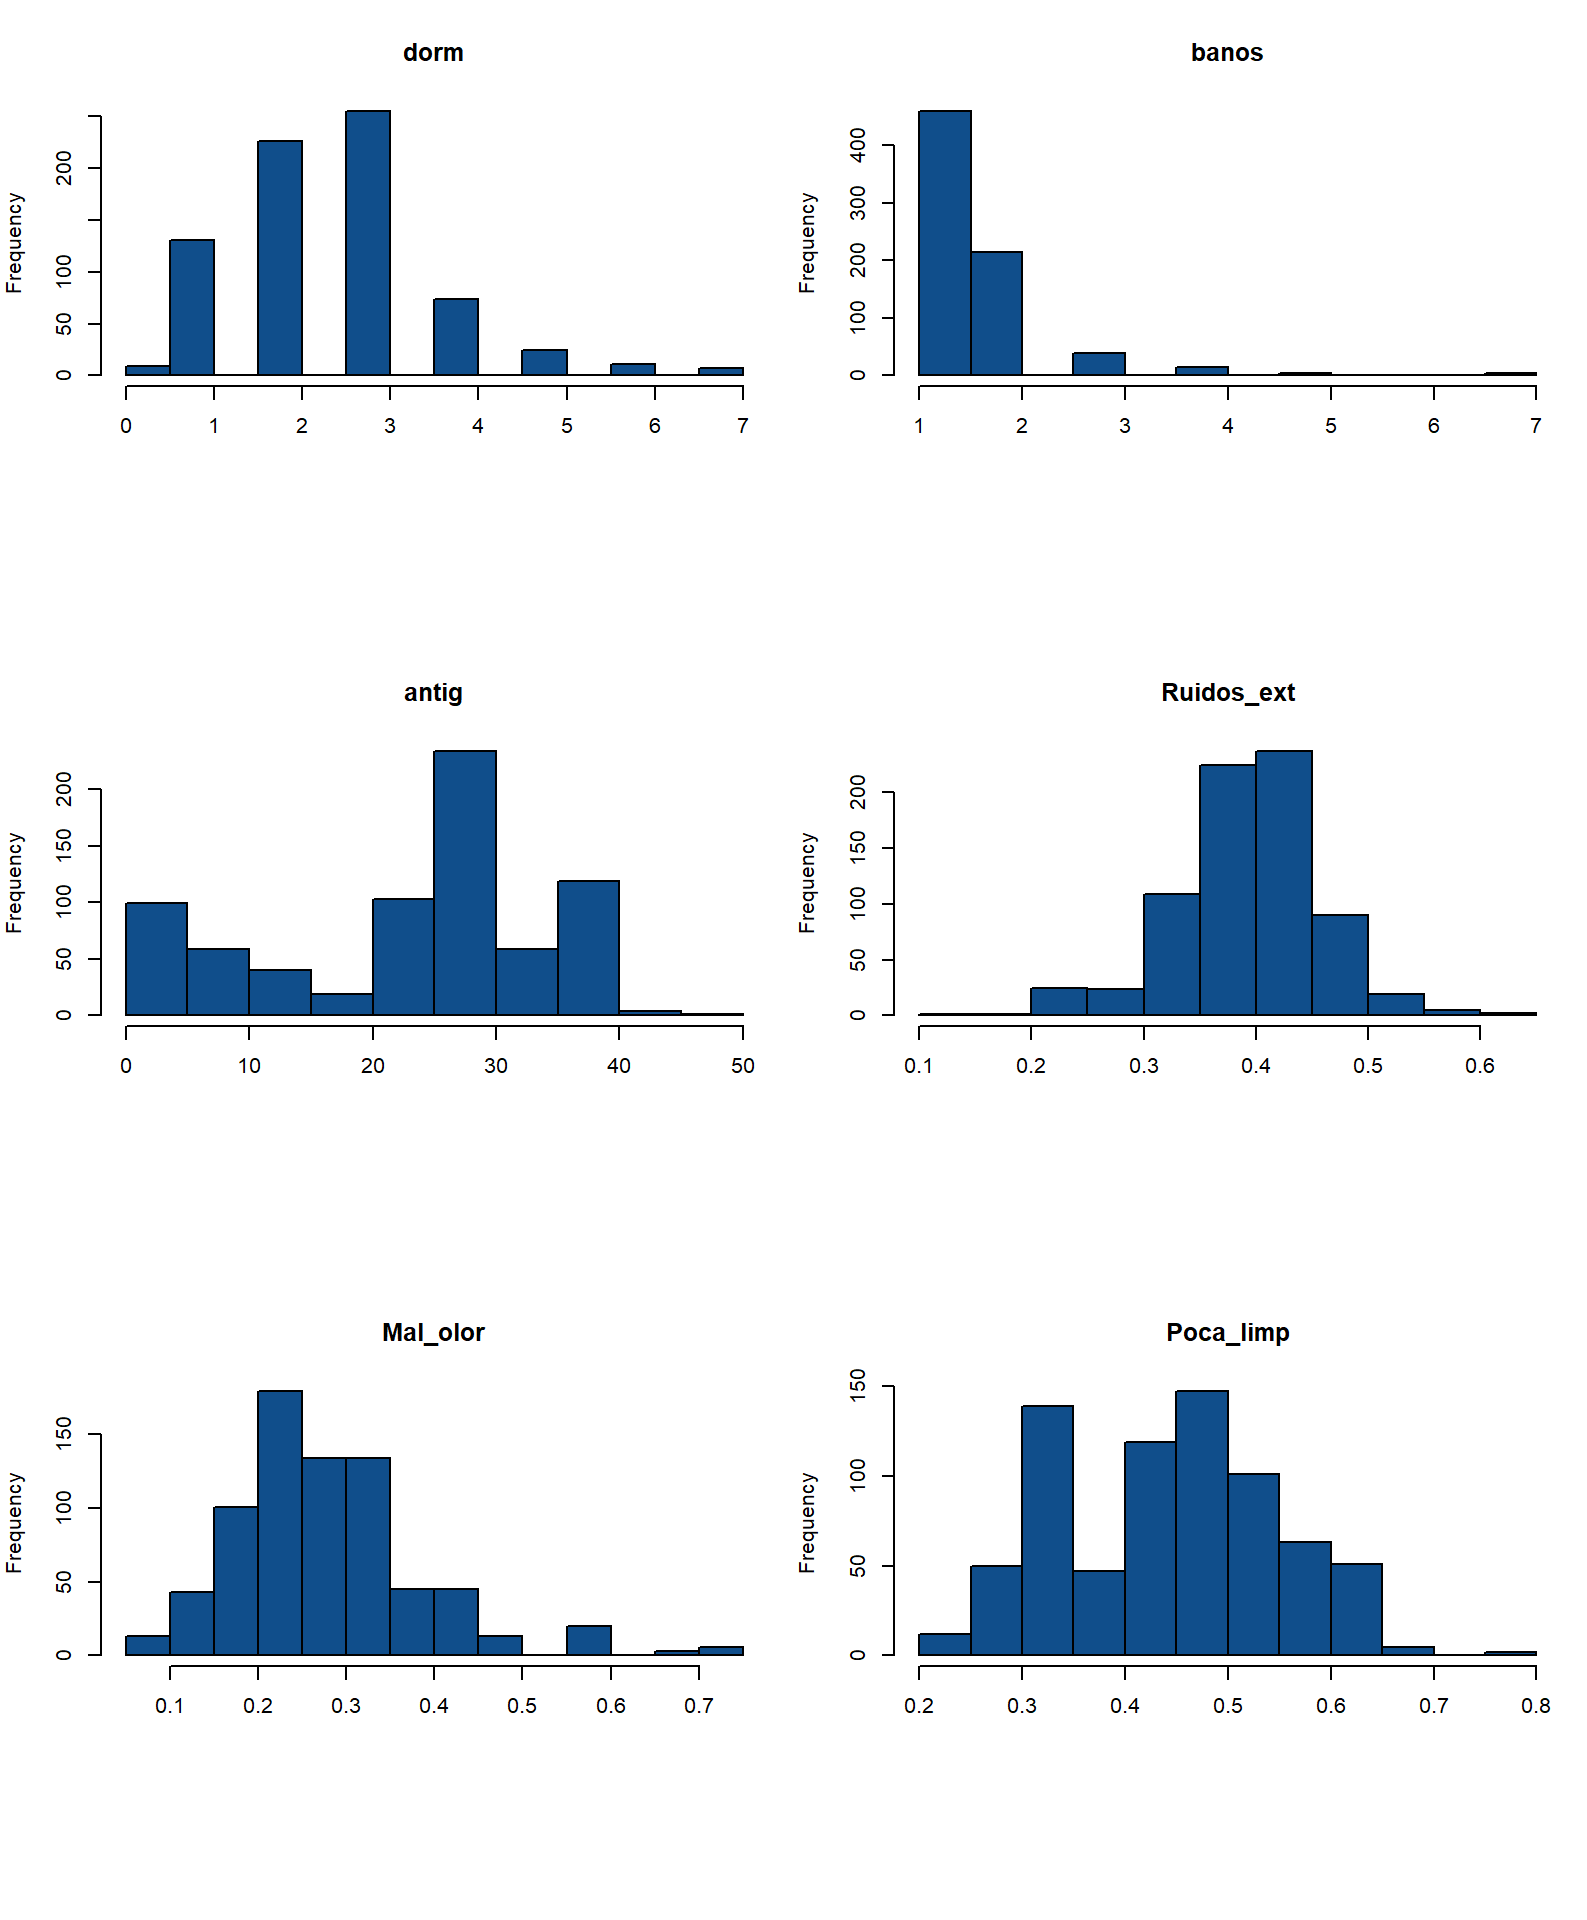 dorm
Frequency
0 50 100 200
0 1 2 3 4 5 6 7
banos
Frequency
0 100 200 300 400
1 2 3 4 5 6 7
antig
Frequency
0 50 100 150 200
0 10 20 30 40 50
Ruidos_ext
Frequency
0 50 100 150 200
0.1 0.2 0.3 0.4 0.5 0.6
Mal_olor
Frequency
0 50 100 150
0.1 0.2 0.3 0.4 0.5 0.6 0.7
Poca_limp
Frequency
0 50 100 150
0.2 0.3 0.4 0.5 0.6 0.7 0.8